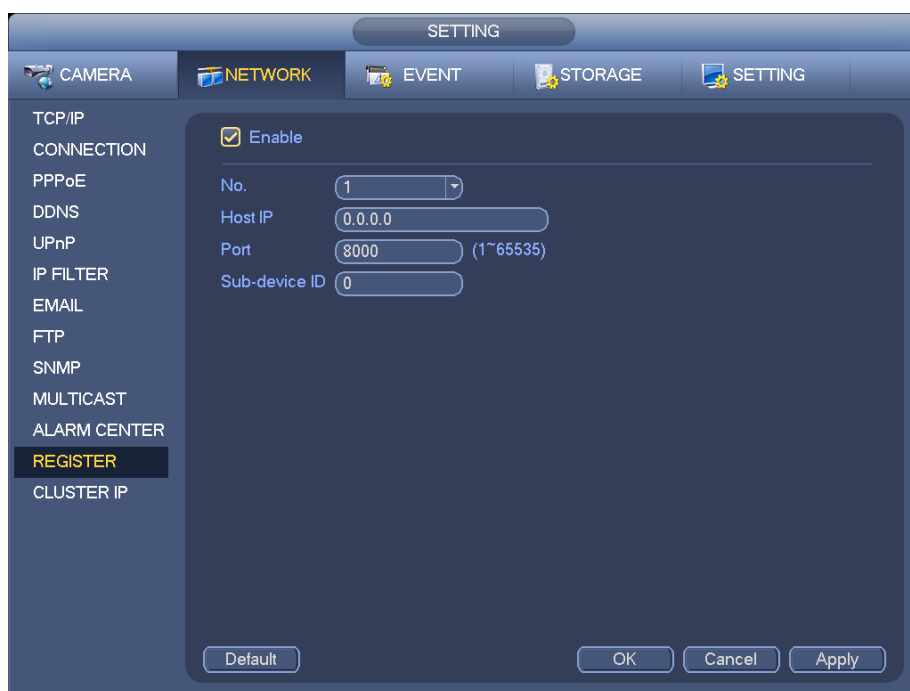 SETTING
CAMERA NETWORK EVENT STORAGE SETTING
TCP/IP
CONNECTION
PPPoE
DDNS
UPnP
IP FILTER
EMAIL
FTP
SNMP
MULTICAST
ALARM CENTER
REGISTER
CLUSTER IP
Enable
No. 1
Host IP 0.0.0.0
Port 8000 (1~65535)
Sub-device ID 0
Default OK Cancel Apply